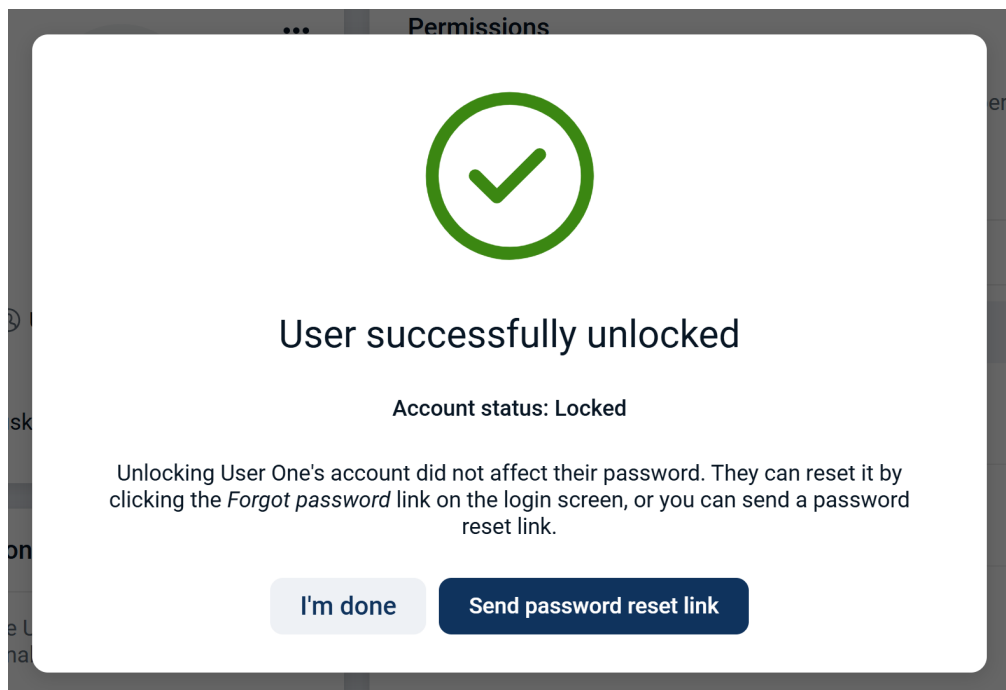 Permissions
User successfully unlocked
Account status: Locked
Unlocking User One's account did not affect their password. They can reset it by
clicking the Forgot password link on the login screen, or you can send a password
reset link.
I'm done
Send password reset link